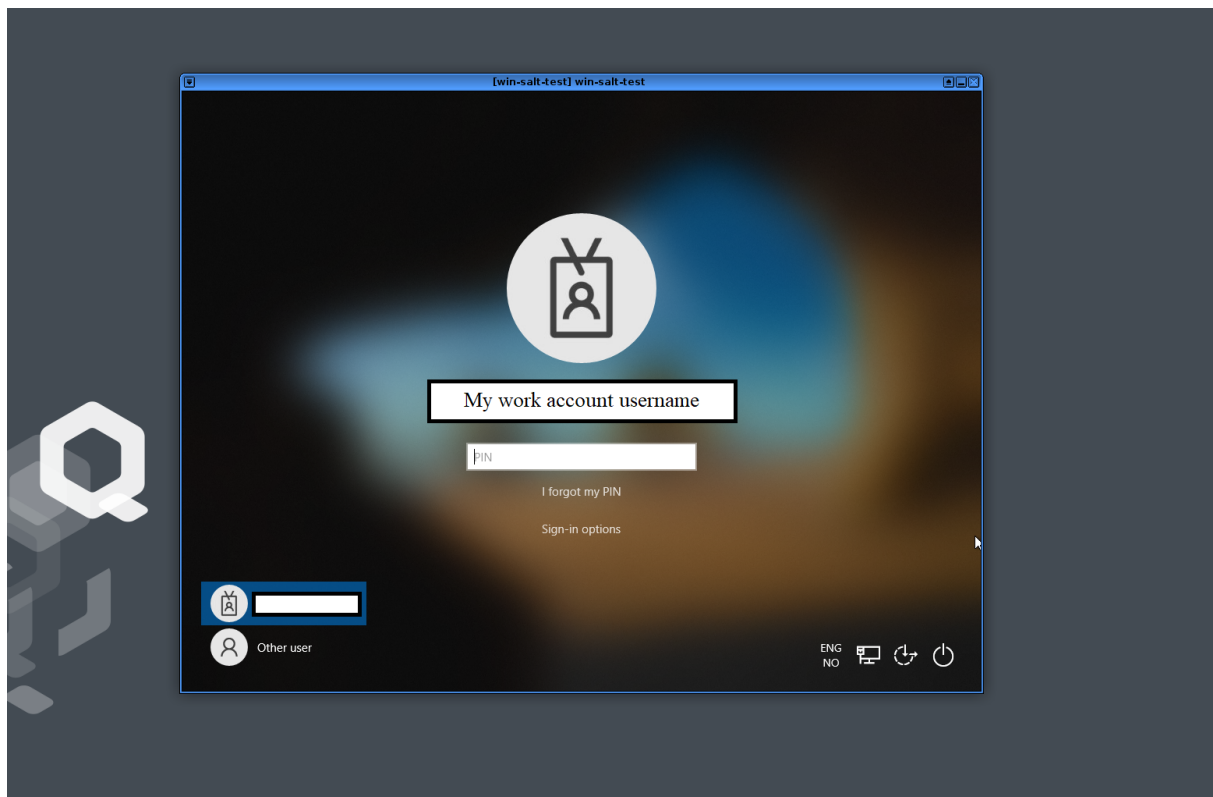 [win-salt-test] win-salt-test
My work account username
PIN
I forgot my PIN
Sign-in options
Other user
ENG
NO